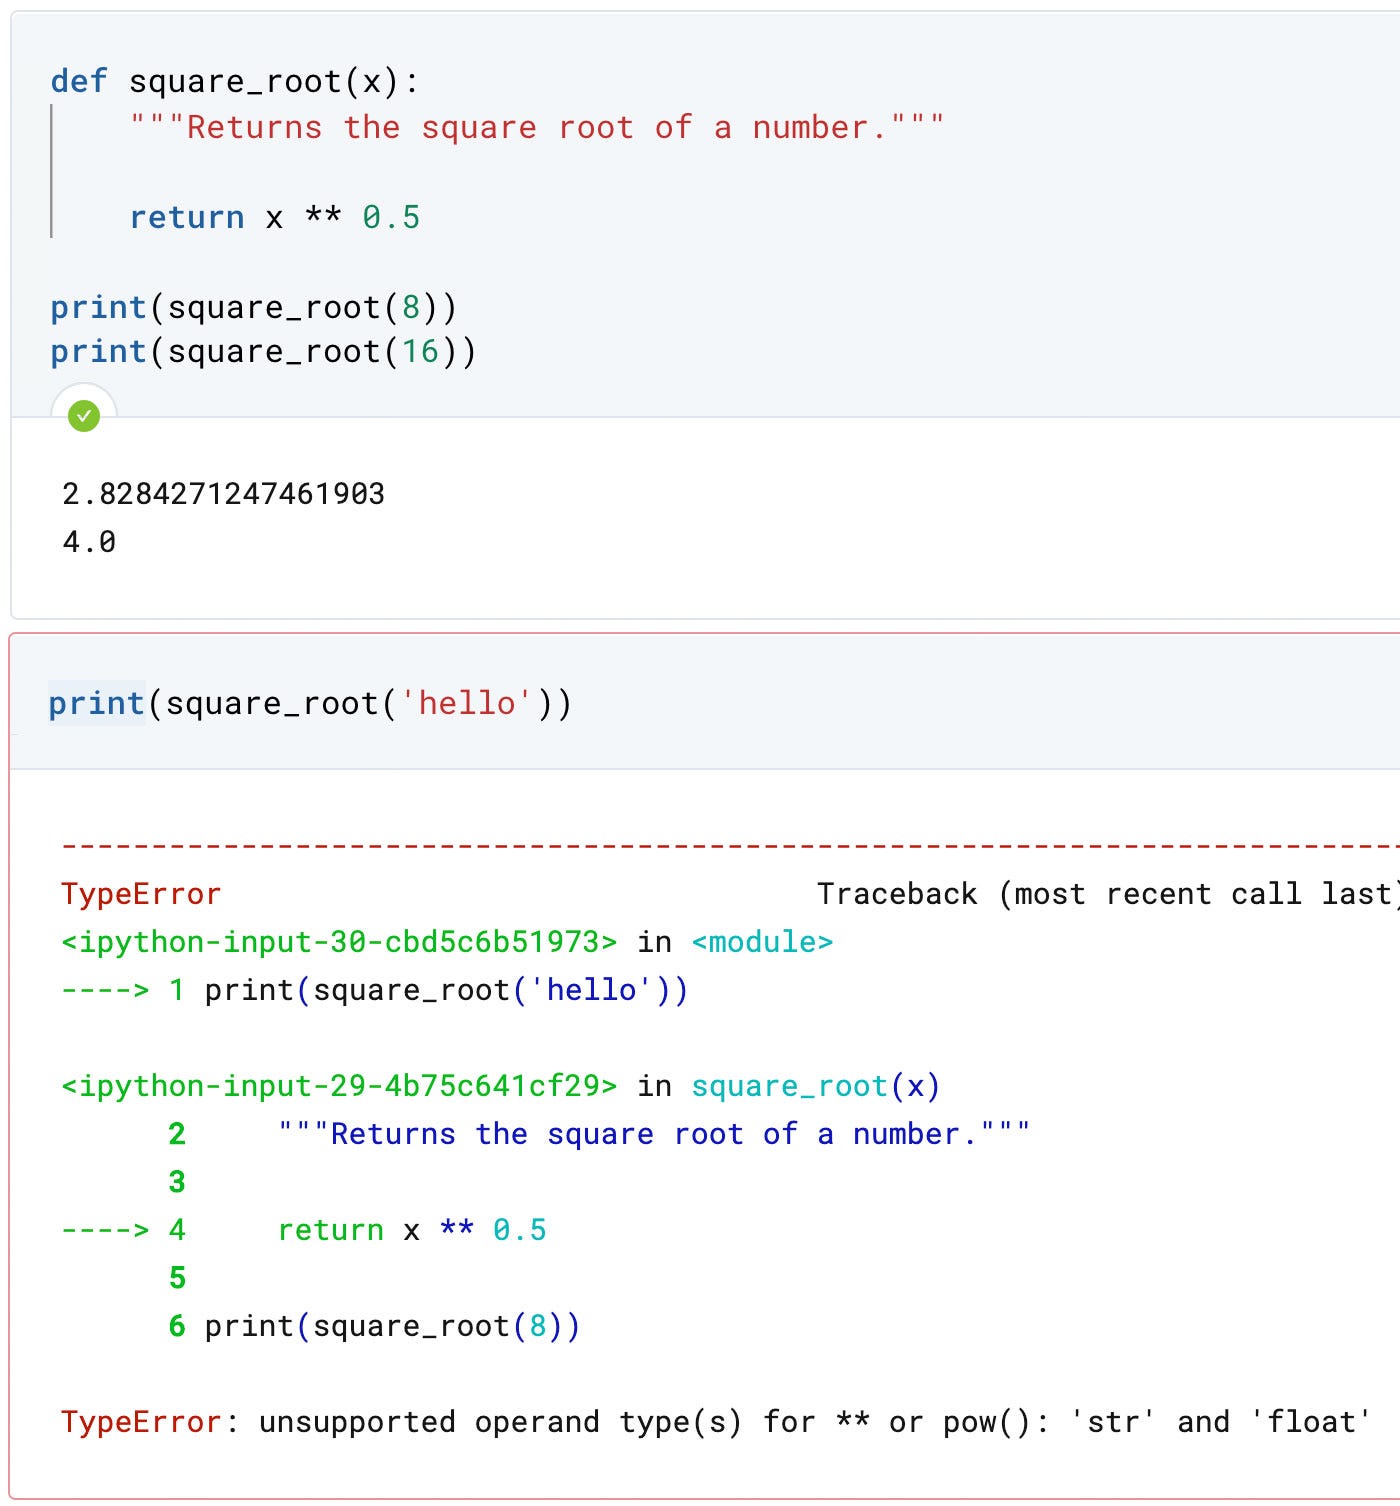 def square_root(x):
    """Returns the square root of a number."""
    return x ** 0.5
print(square_root(8))
print(square_root(16))
2.8284271247461903
4.0
print(square_root('hello'))
---------------------------------------------------------------------------
TypeError                                 Traceback (most recent call last)
<ipython-input-30-cbd5c6b51973> in <module>
----> 1 print(square_root('hello'))
<ipython-input-29-4b75c641cf29> in square_root(x)
      2     """Returns the square root of a number."""
      3
----> 4     return x ** 0.5
      5
      6 print(square_root(8))
TypeError: unsupported operand type(s) for ** or pow(): 'str' and 'float'